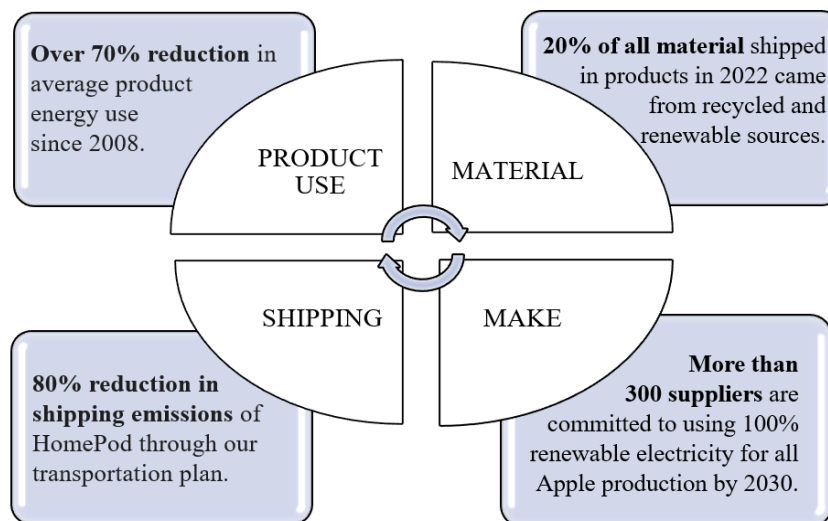 Over 70% reduction in
average product
energy use
since 2008.
20% of all material shipped
in products in 2022 came
from recycled and
renewable sources.
PRODUCT
USE
MATERIAL
SHIPPING
MAKE
80% reduction in
shipping emissions of
HomePod through our
transportation plan.
More than
300 suppliers are
committed to using 100%
renewable electricity for all
Apple production by 2030.